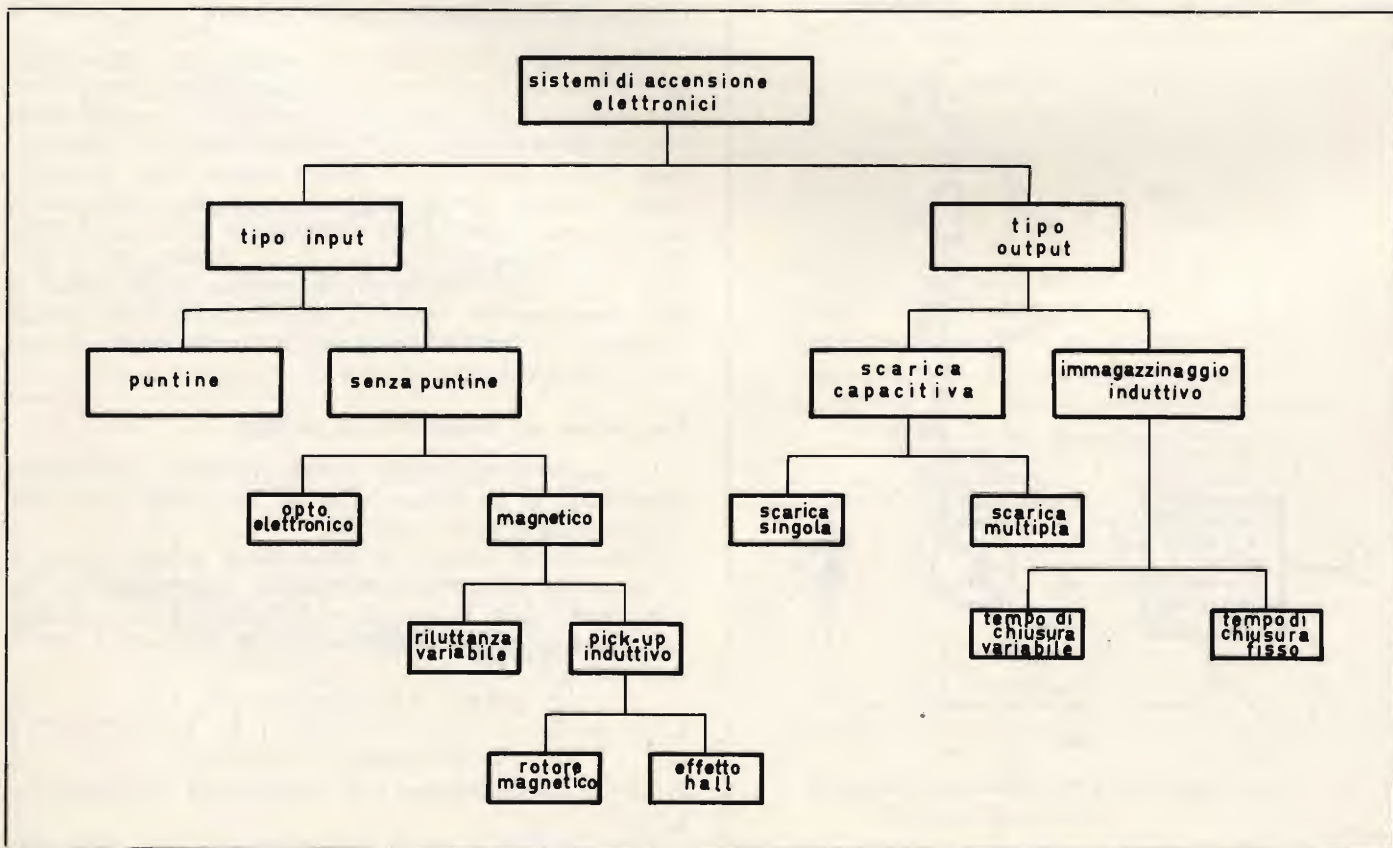 sistemi di accensione
elettronici
tipo input
tipo
output
puntine
senza puntine
scarica
capacitiva
immagazzinaggio
induttivo
opto
elettronico
magnetico
scarica
singola
scarica
multipla
riluttanza
variabile
pick-up
induttivo
tempo di
chiusura
variabile
tempo di
chiusura
fisso
rotore
magnetico
effetto
hall